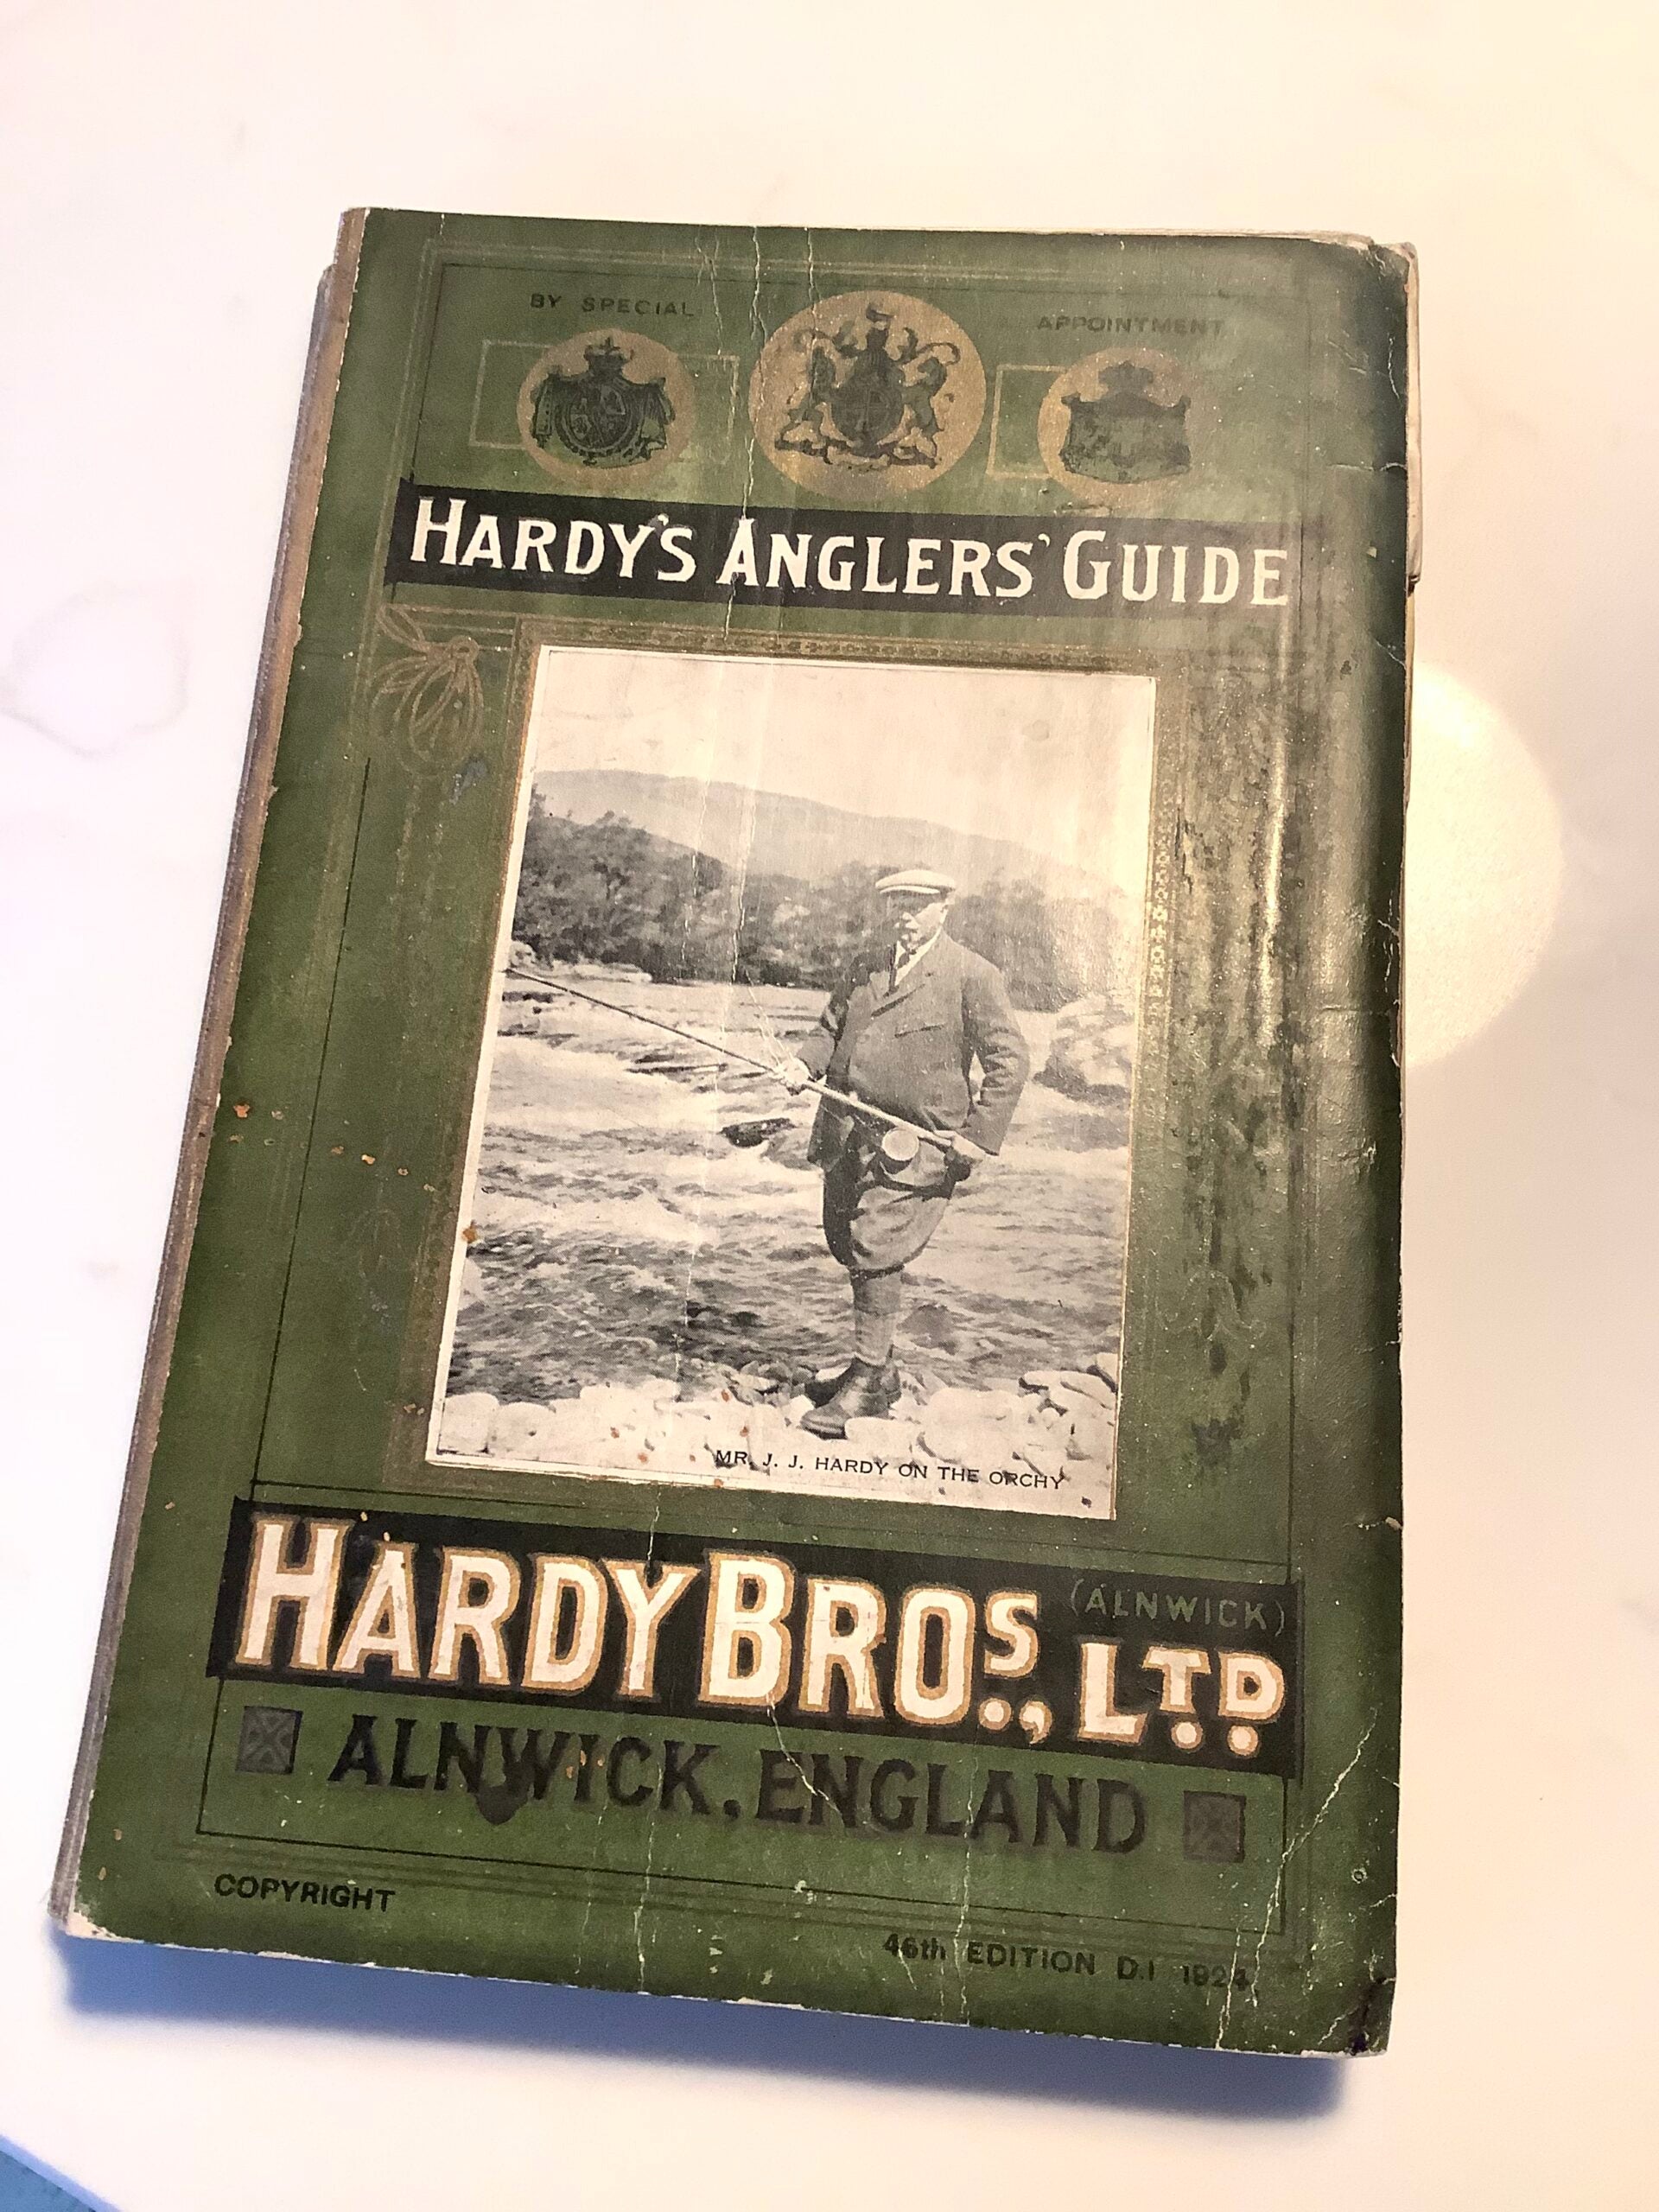 BY SPECIAL APPOINTMENT
HARDY'S ANGLERS' GUIDE
MR. J. J. HARDY ON THE ORCHY
HARDY BROS., LTD
(ALNWICK)
ALNWICK, ENGLAND
COPYRIGHT
46th EDITION D.I 1924